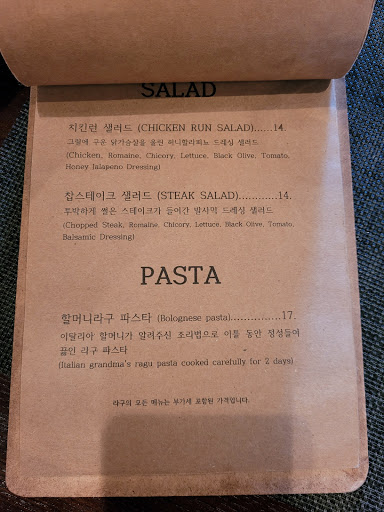 SALAD
치킨런 샐러드 (CHICKEN RUN SALAD)......14.
그릴에 구운 닭가슴살을 올린 허니할라페뇨 드레싱 샐러드
(Chicken, Romaine, Chicory, Lettuce, Black Olive, Tomato,
Honey Jalapeno Dressing)
찹스테이크 샐러드 (STEAK SALAD)............14.
투박하게 썰은 스테이크가 들어간 발사믹 드레싱 샐러드
(Chopped Steak, Romaine, Chicory, Lettuce, Black Olive, Tomato,
Balsamic Dressing)
PASTA
할머니라구 파스타 (Bolognese pasta)...............17.
이탈리아 할머니가 알려주신 조리법으로 이틀 동안 정성들여
끓인 라구 파스타
(Italian grandma's ragu pasta cooked carefully for 2 days)
라구의 모든 메뉴는 부가세 포함된 가격입니다.